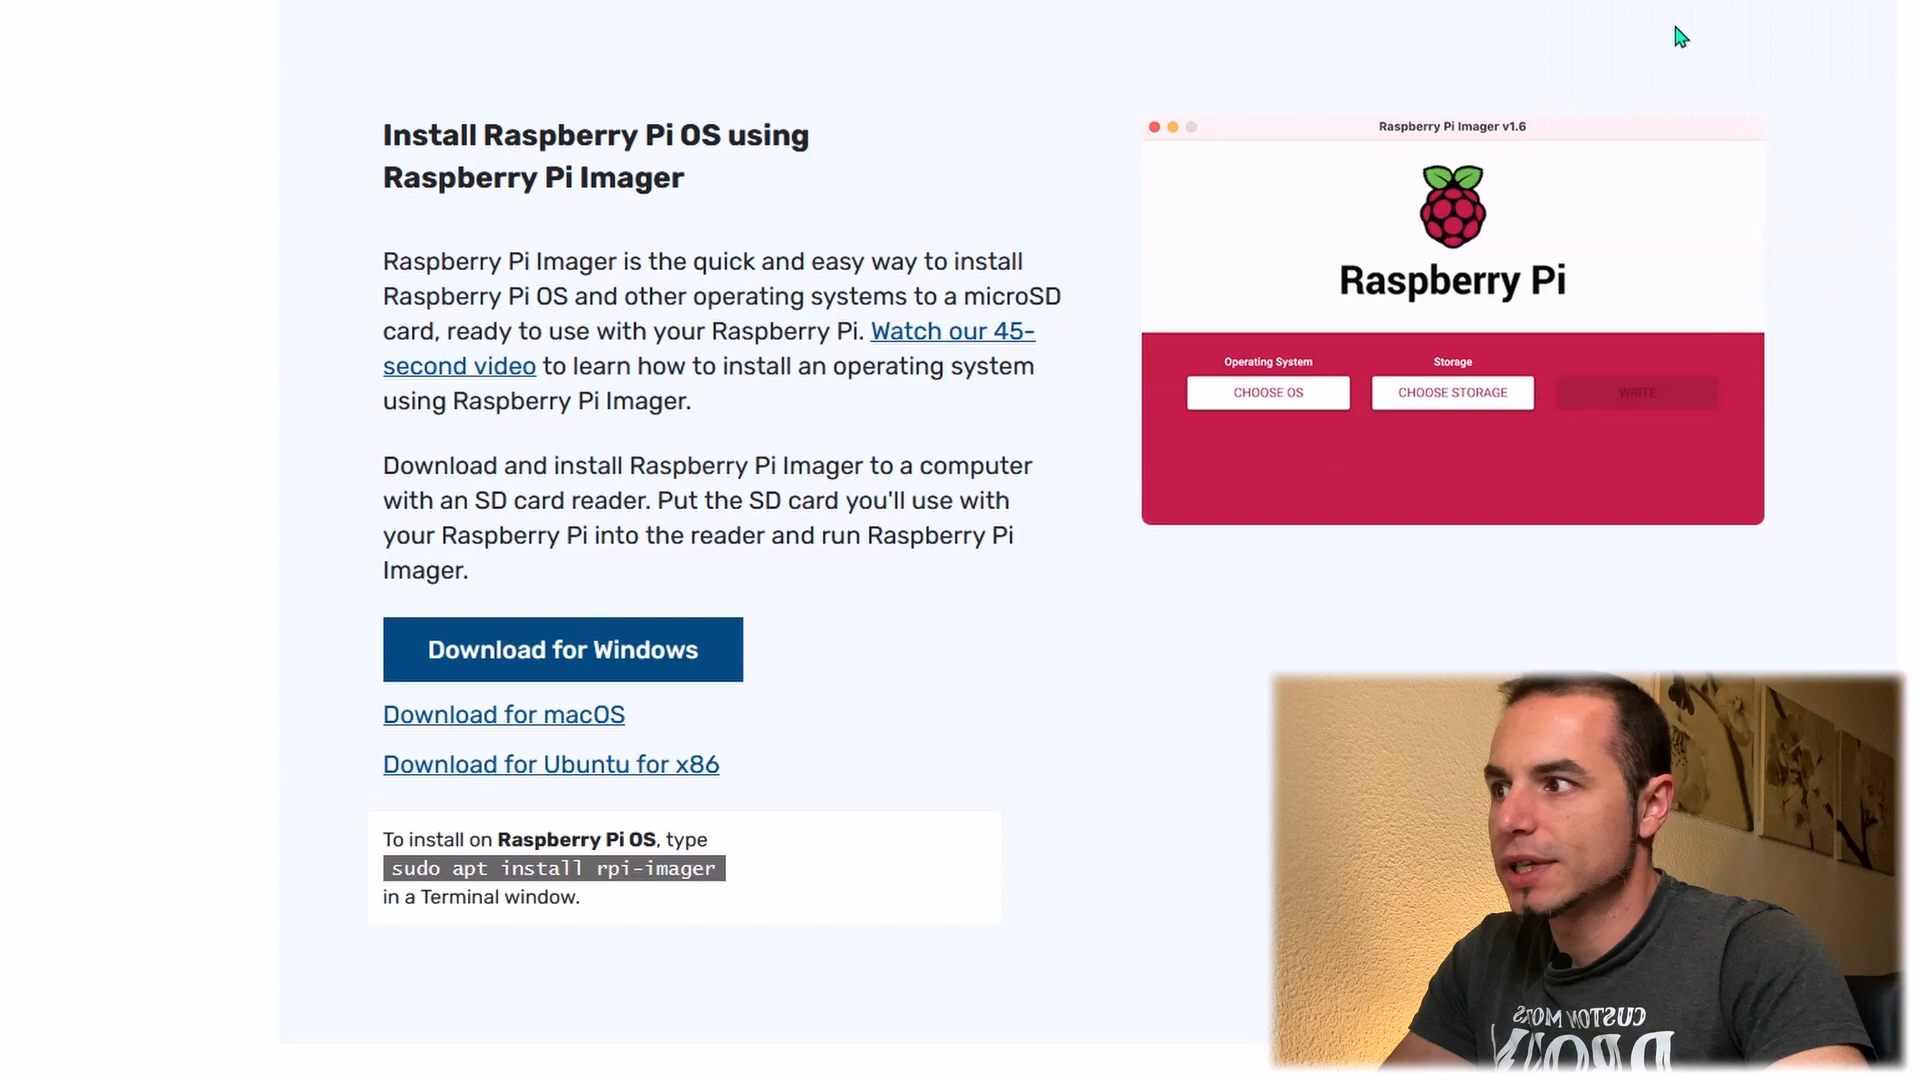 Install Raspberry Pi OS using
Raspberry Pi Imager
Raspberry Pi Imager is the quick and easy way to install
Raspberry Pi OS and other operating systems to a microSD
card, ready to use with your Raspberry Pi. Watch our 45-
second video to learn how to install an operating system
using Raspberry Pi Imager.
Download and install Raspberry Pi Imager to a computer
with an SD card reader. Put the SD card you'll use with
your Raspberry Pi into the reader and run Raspberry Pi
Imager.
Download for Windows
Download for macOS
Download for Ubuntu for x86
To install on Raspberry Pi OS, type
sudo apt install rpi-imager
in a Terminal window.
Raspberry Pi Imager v1.6
Raspberry Pi
Operating System
Storage
CHOOSE OS
CHOOSE STORAGE
WRITE
CUSTOM